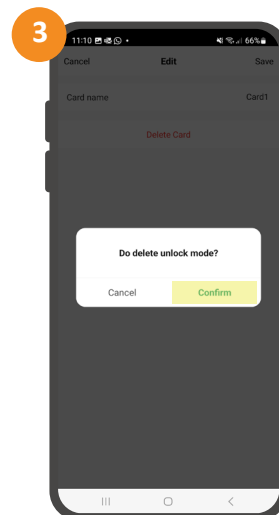 3
11:10 66%
Cancel Edit Save
Card name Card1
Delete Card
Do delete unlock mode?
Cancel Confirm